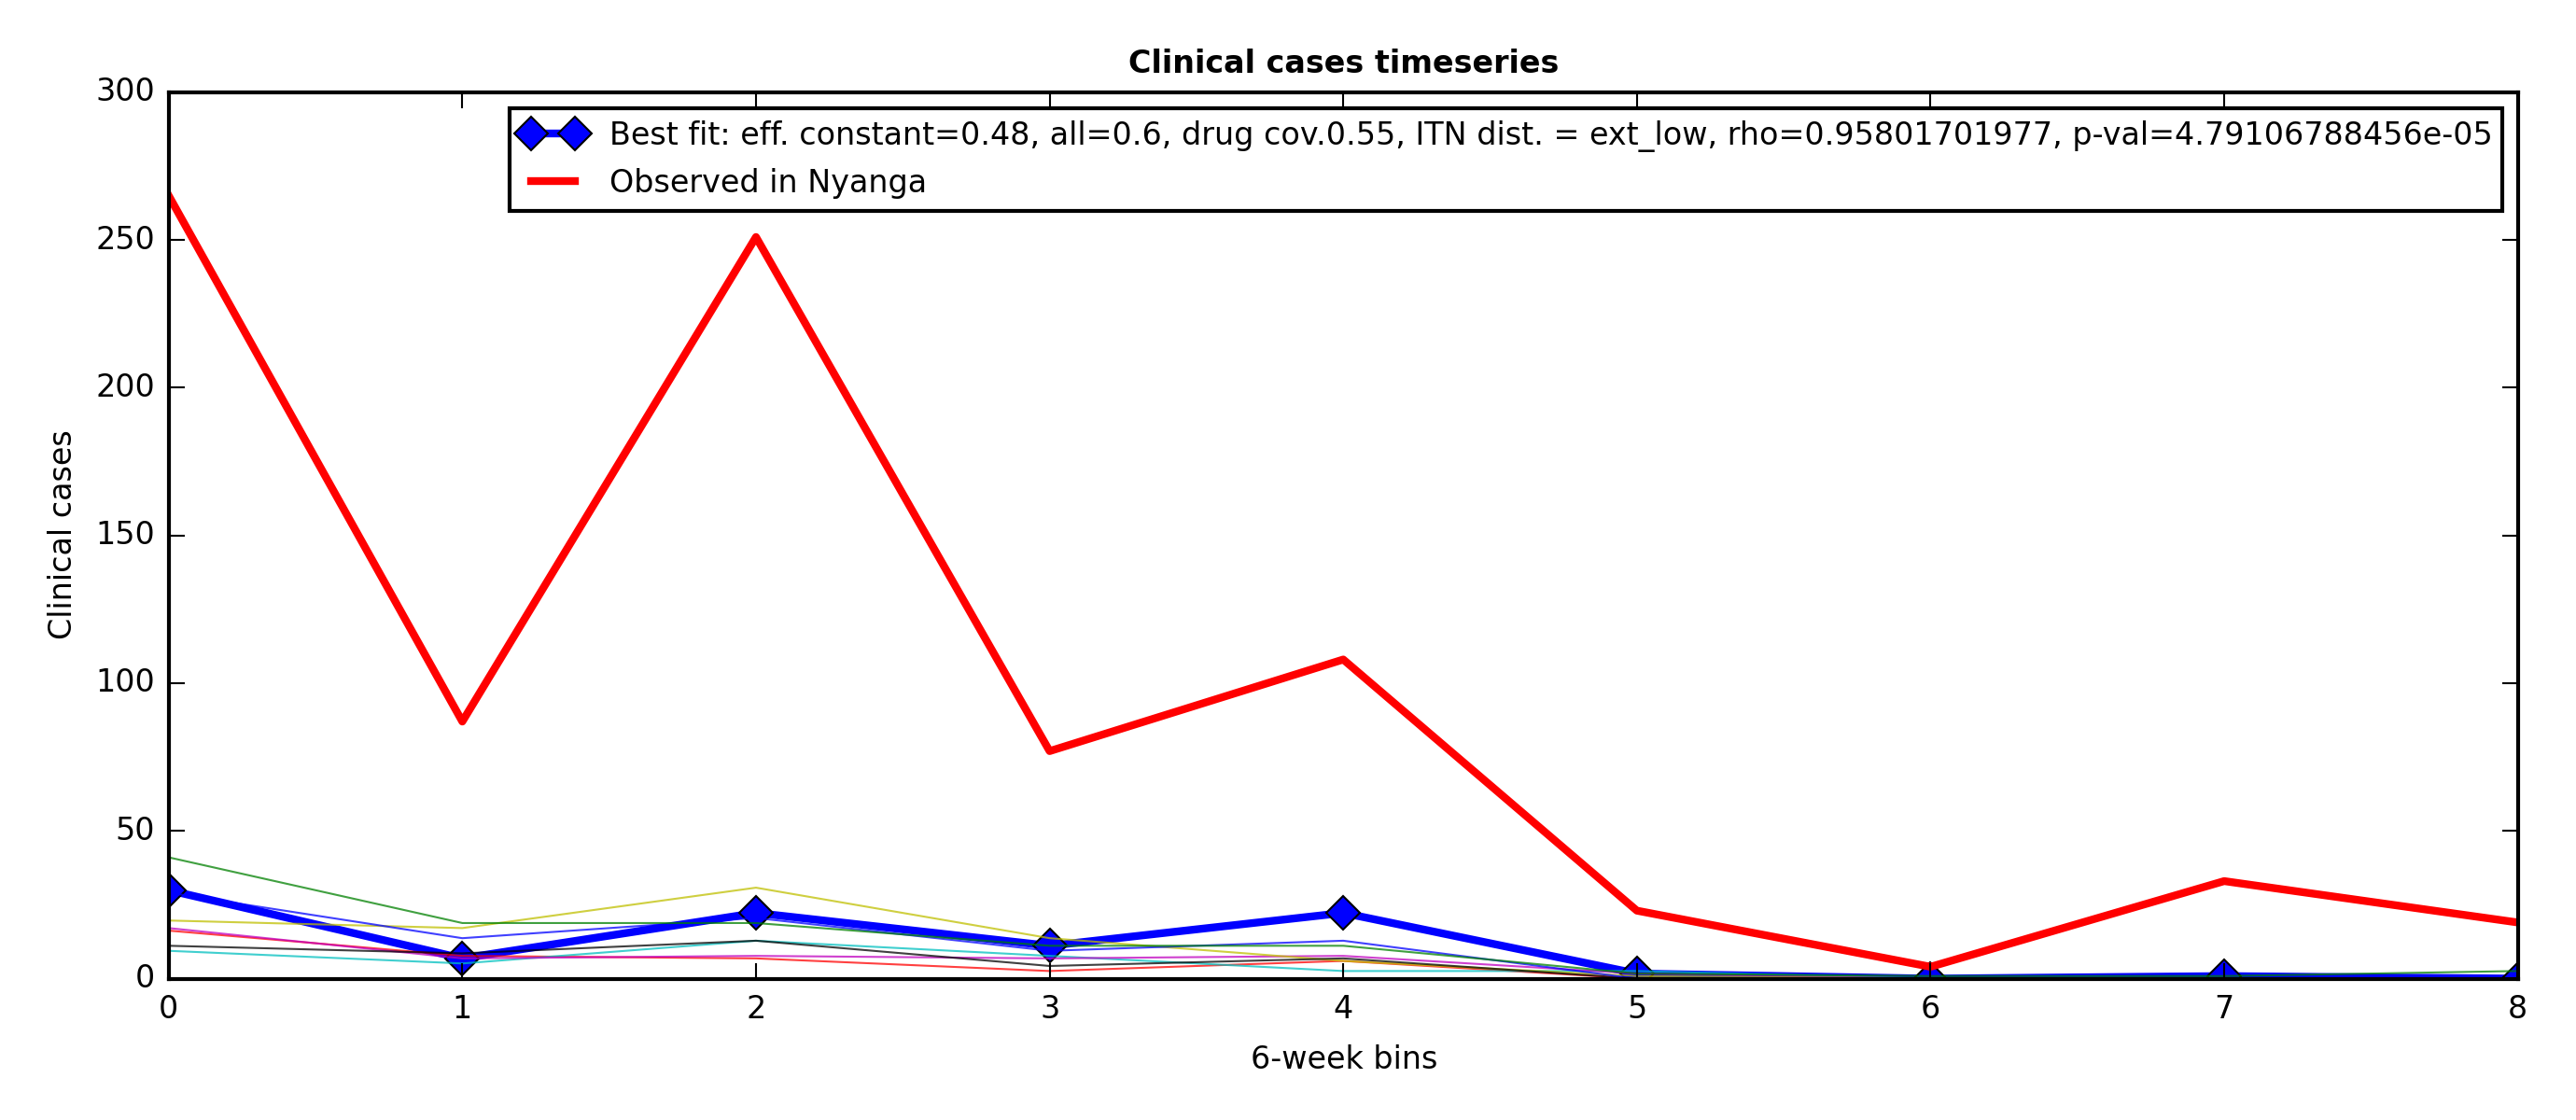 Clinical cases timeseries
Best fit: eff. constant=0.48, all=0.6, drug cov.0.55, ITN dist. = ext_low, rho=0.95801701977, p-val=4.79106788456e-05
Observed in Nyanga
300
250
200
150
100
50
0
Clinical cases
0 1 2 3 4 5 6 7 8
6-week bins